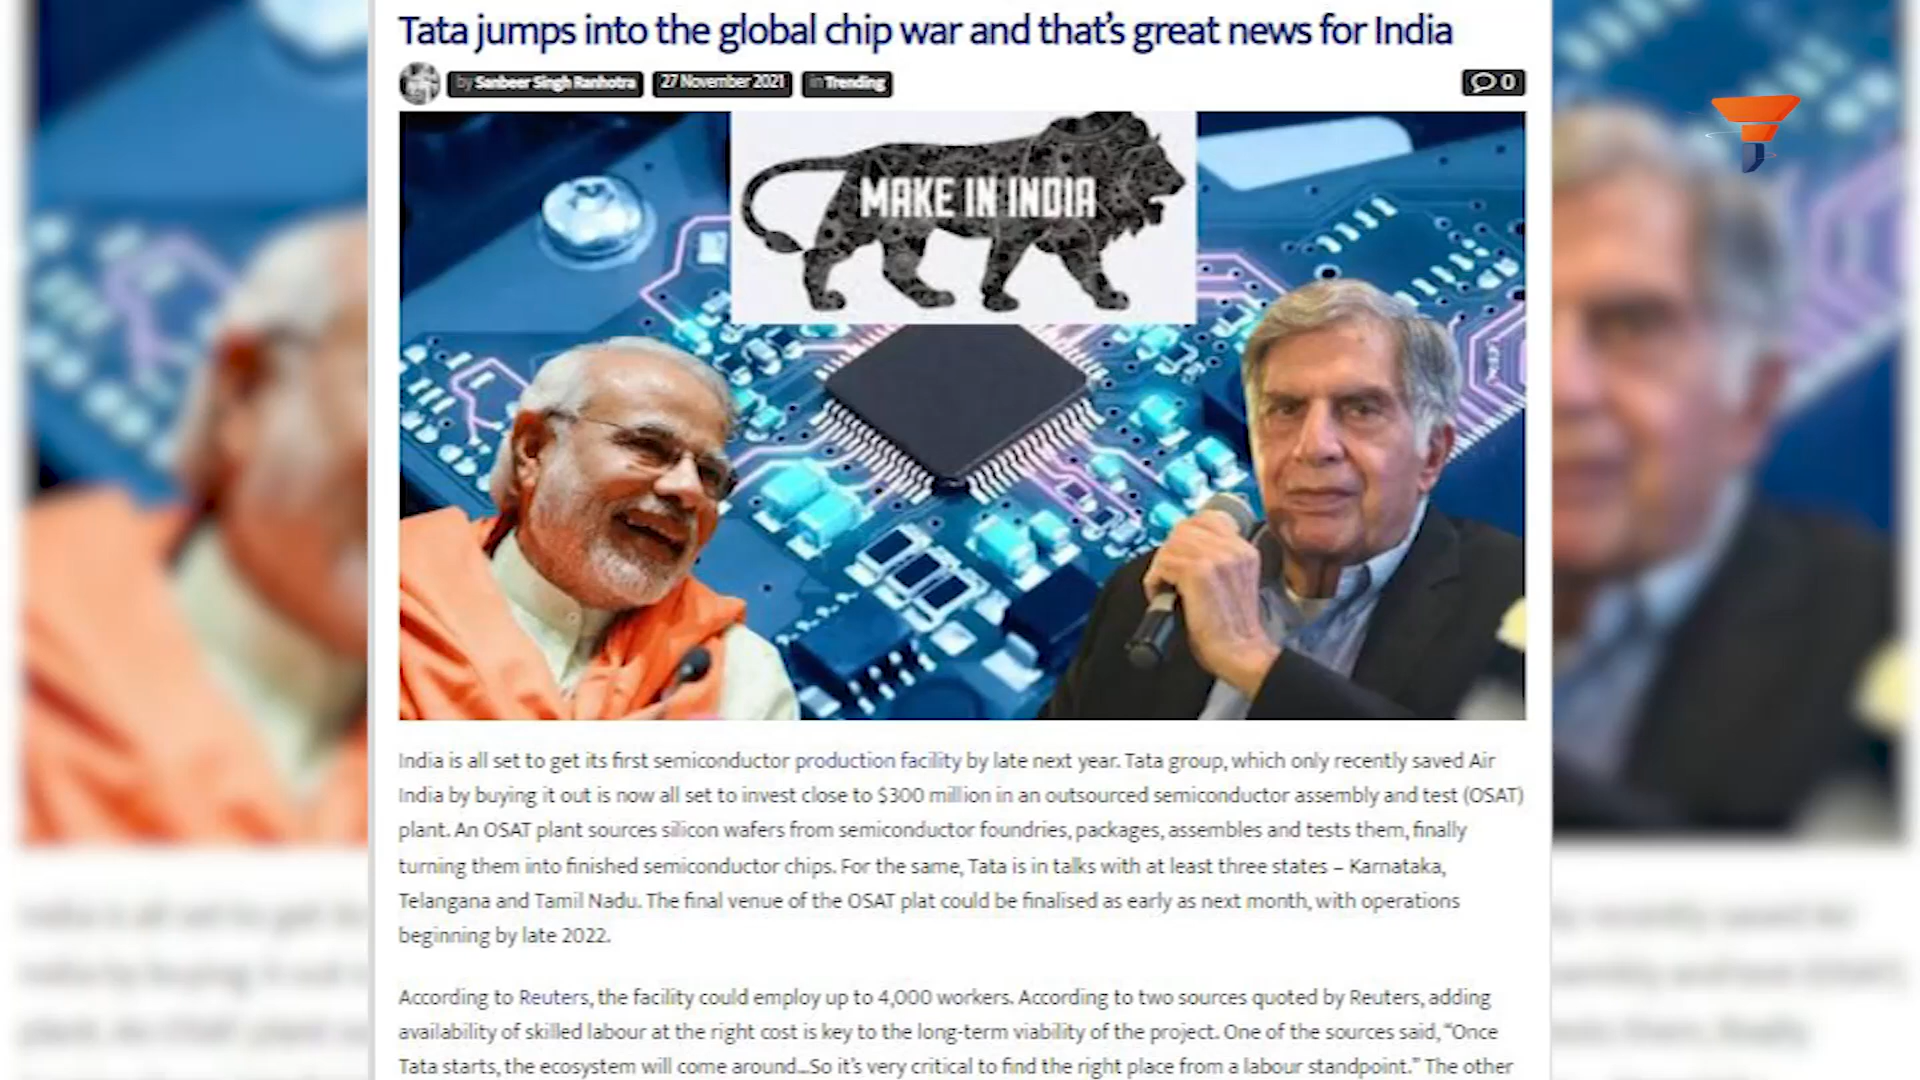 Tata jumps into the global chip war and that's great news for India
by Sanbeer Singh Ranhotra 27 November 2021 in Trending 0
MAKE IN INDIA
India is all set to get its first semiconductor production facility by late next year. Tata group, which only recently saved Air
India by buying it out is now all set to invest close to $300 million in an outsourced semiconductor assembly and test (OSAT)
plant. An OSAT plant sources silicon wafers from semiconductor foundries, packages, assembles and tests them, finally
turning them into finished semiconductor chips. For the same, Tata is in talks with at least three states – Karnataka,
Telangana and Tamil Nadu. The final venue of the OSAT plat could be finalised as early as next month, with operations
beginning by late 2022.
According to Reuters, the facility could employ up to 4,000 workers. According to two sources quoted by Reuters, adding
availability of skilled labour at the right cost is key to the long-term viability of the project. One of the sources said, “Once
Tata starts, the ecosystem will come around...So it's very critical to find the right place from a labour standpoint.” The other